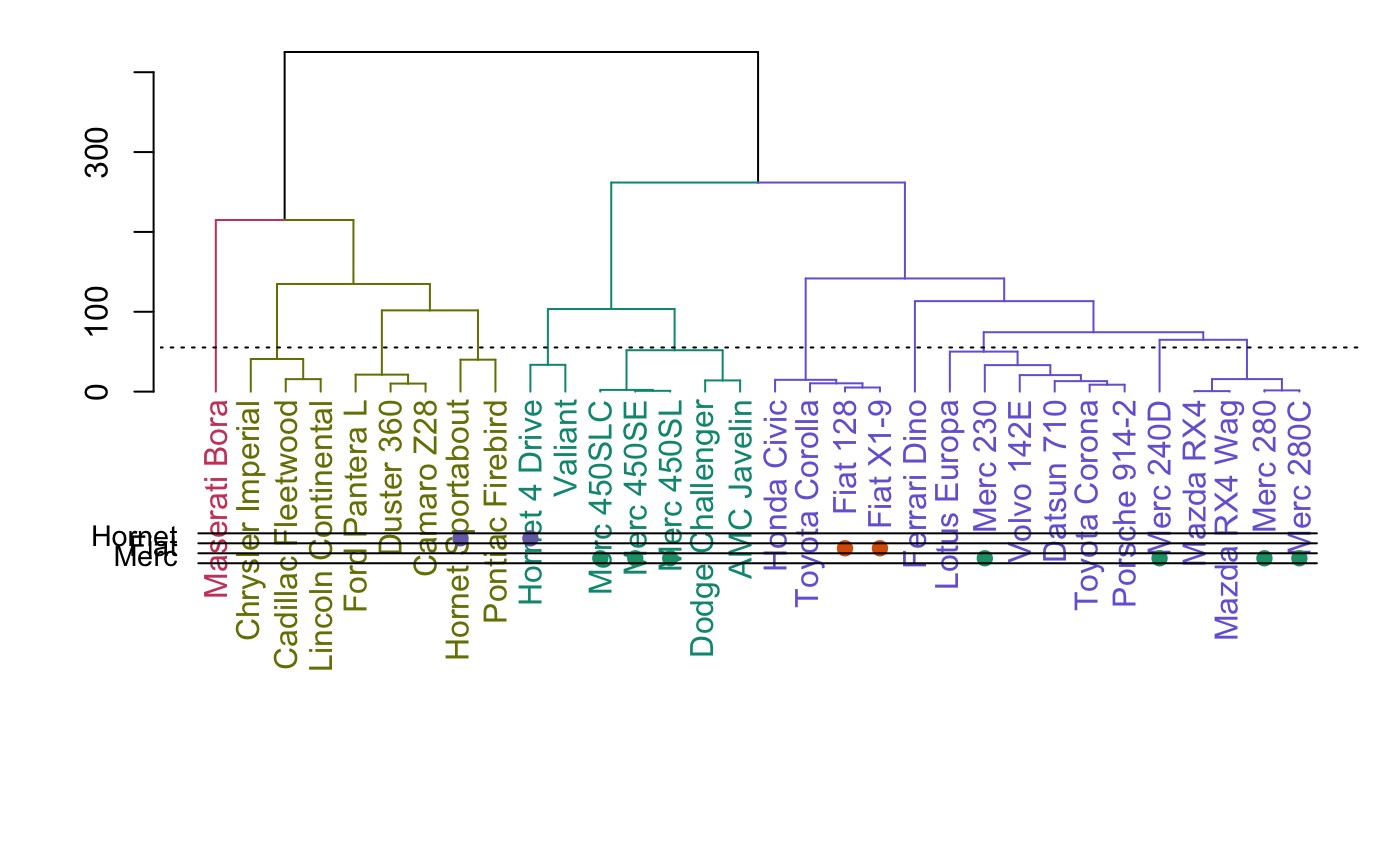 300
100
0
Maserati Bora
Chrysler Imperial
Cadillac Fleetwood
Lincoln Continental
Ford Pantera L
Duster 360
Camaro Z28
Hornet Sportabout
Pontiac Firebird
Hornet 4 Drive
Valiant
Merc 450SLC
Merc 450SE
Merc 450SL
Dodge Challenger
AMC Javelin
Honda Civic
Toyota Corolla
Fiat 128
Fiat X1-9
Ferrari Dino
Lotus Europa
Merc 230
Volvo 142E
Datsun 710
Toyota Corona
Porsche 914-2
Merc 240D
Mazda RX4
Mazda RX4 Wag
Merc 280
Merc 280C
Hornet
Fiat
Merc